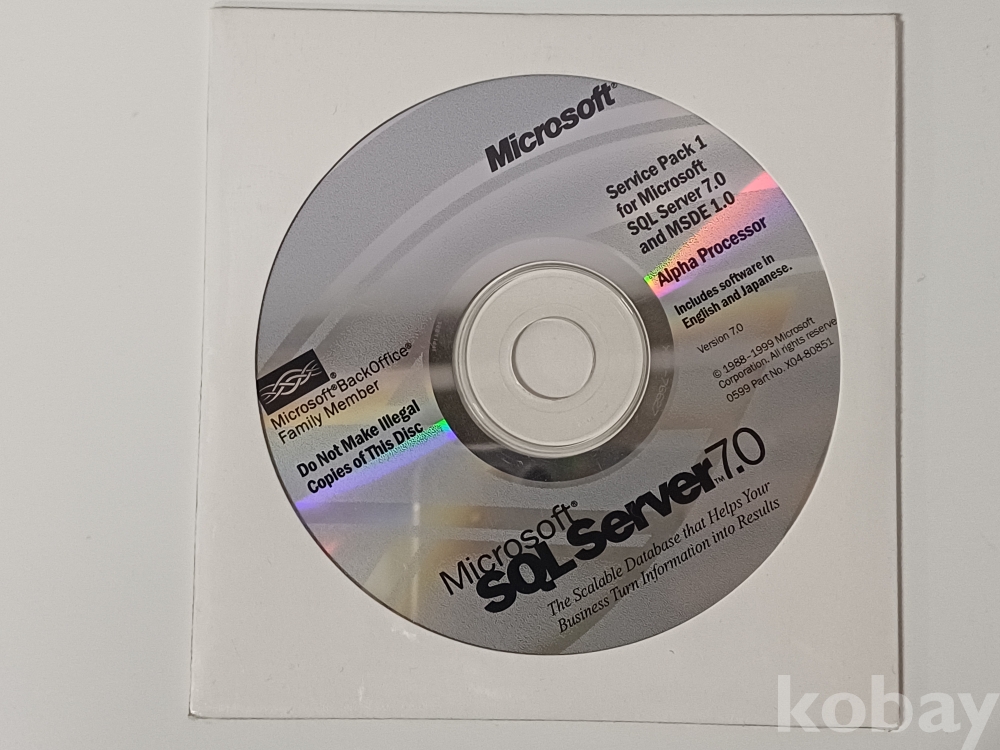 Microsoft®
Service Pack 1
for Microsoft
SQL Server 7.0
and MSDE 1.0
Alpha Processor
Includes software in
English and Japanese.
Version 7.0
© 1988-1999 Microsoft
Corporation. All rights reserve
0599 Part No. X04-80851
Microsoft® BackOffice®
Family Member
Do Not Make Illegal
Copies of This Disc
Microsoft®
SQL Server™ 7.0
The Scalable Database that Helps Your
Business Turn Information into Results
kobay